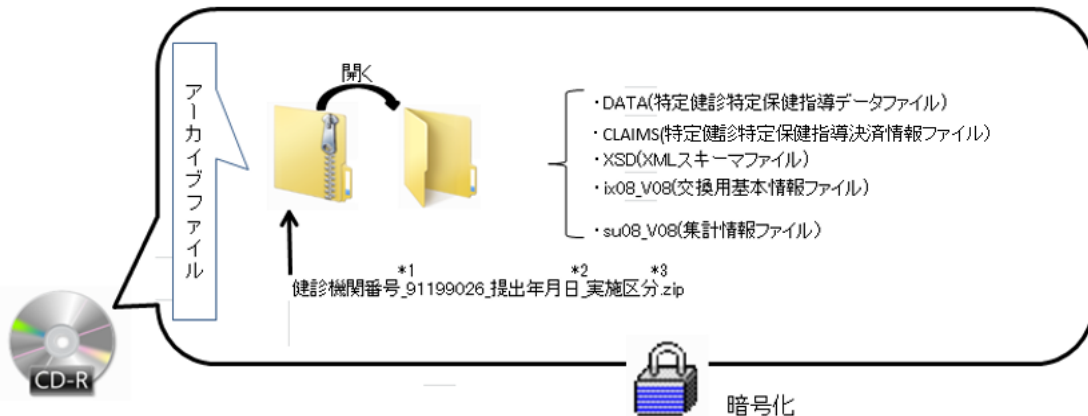 アーカイブファイル
開く
・DATA(特定健診特定保健指導データファイル)
・CLAIMS(特定健診特定保健指導決済情報ファイル)
・XSD(XMLスキーマファイル)
・ix08_V08(交換用基本情報ファイル)
・su08_V08(集計情報ファイル)
*1 *2 *3
健診機関番号_91199026_提出年月日_実施区分.zip
CD-R
暗号化